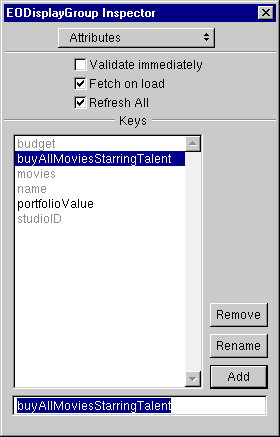 EODisplayGroup Inspector
Attributes
Validate immediately
Fetch on load
Refresh All
Keys
budget
buyAllMoviesStarringTalent
movies
name
portfolioValue
studioID
Remove
Rename
Add
buyAllMoviesStarringTalent